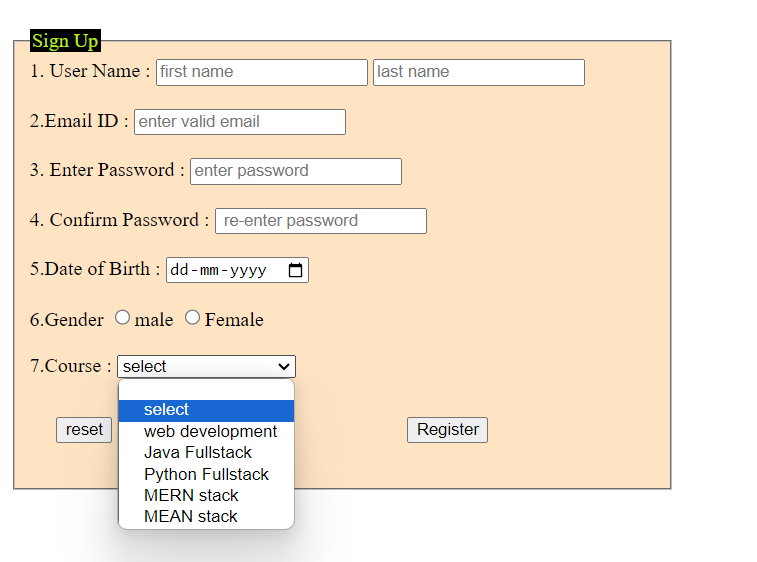 Sign Up
1. User Name : first name last name
2.Email ID : enter valid email
3. Enter Password : enter password
4. Confirm Password : re-enter password
5.Date of Birth : dd-mm-yyyy
6.Gender male Female
7.Course : select
select
web development
reset Register
Java Fullstack
Python Fullstack
MERN stack
MEAN stack